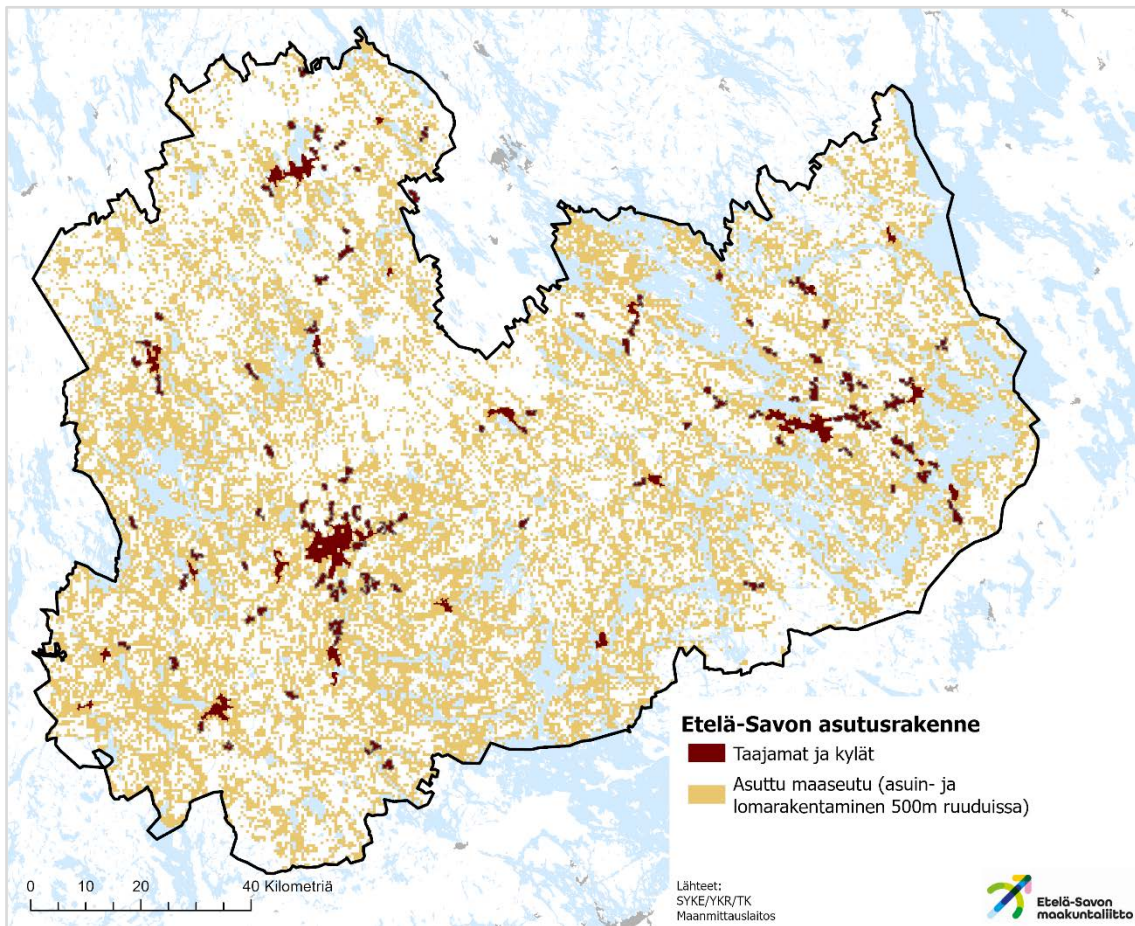 Etelä-Savon asutusrakenne
Taajamat ja kylät
Asuttu maaseutu (asuin- ja
lomarakentaminen 500m ruuduissa)
0 10 20 40 Kilometriä
Lähteet:
SYKE/YKR/TK
Maanmittauslaitos
Etelä-Savon
maakuntaliitto